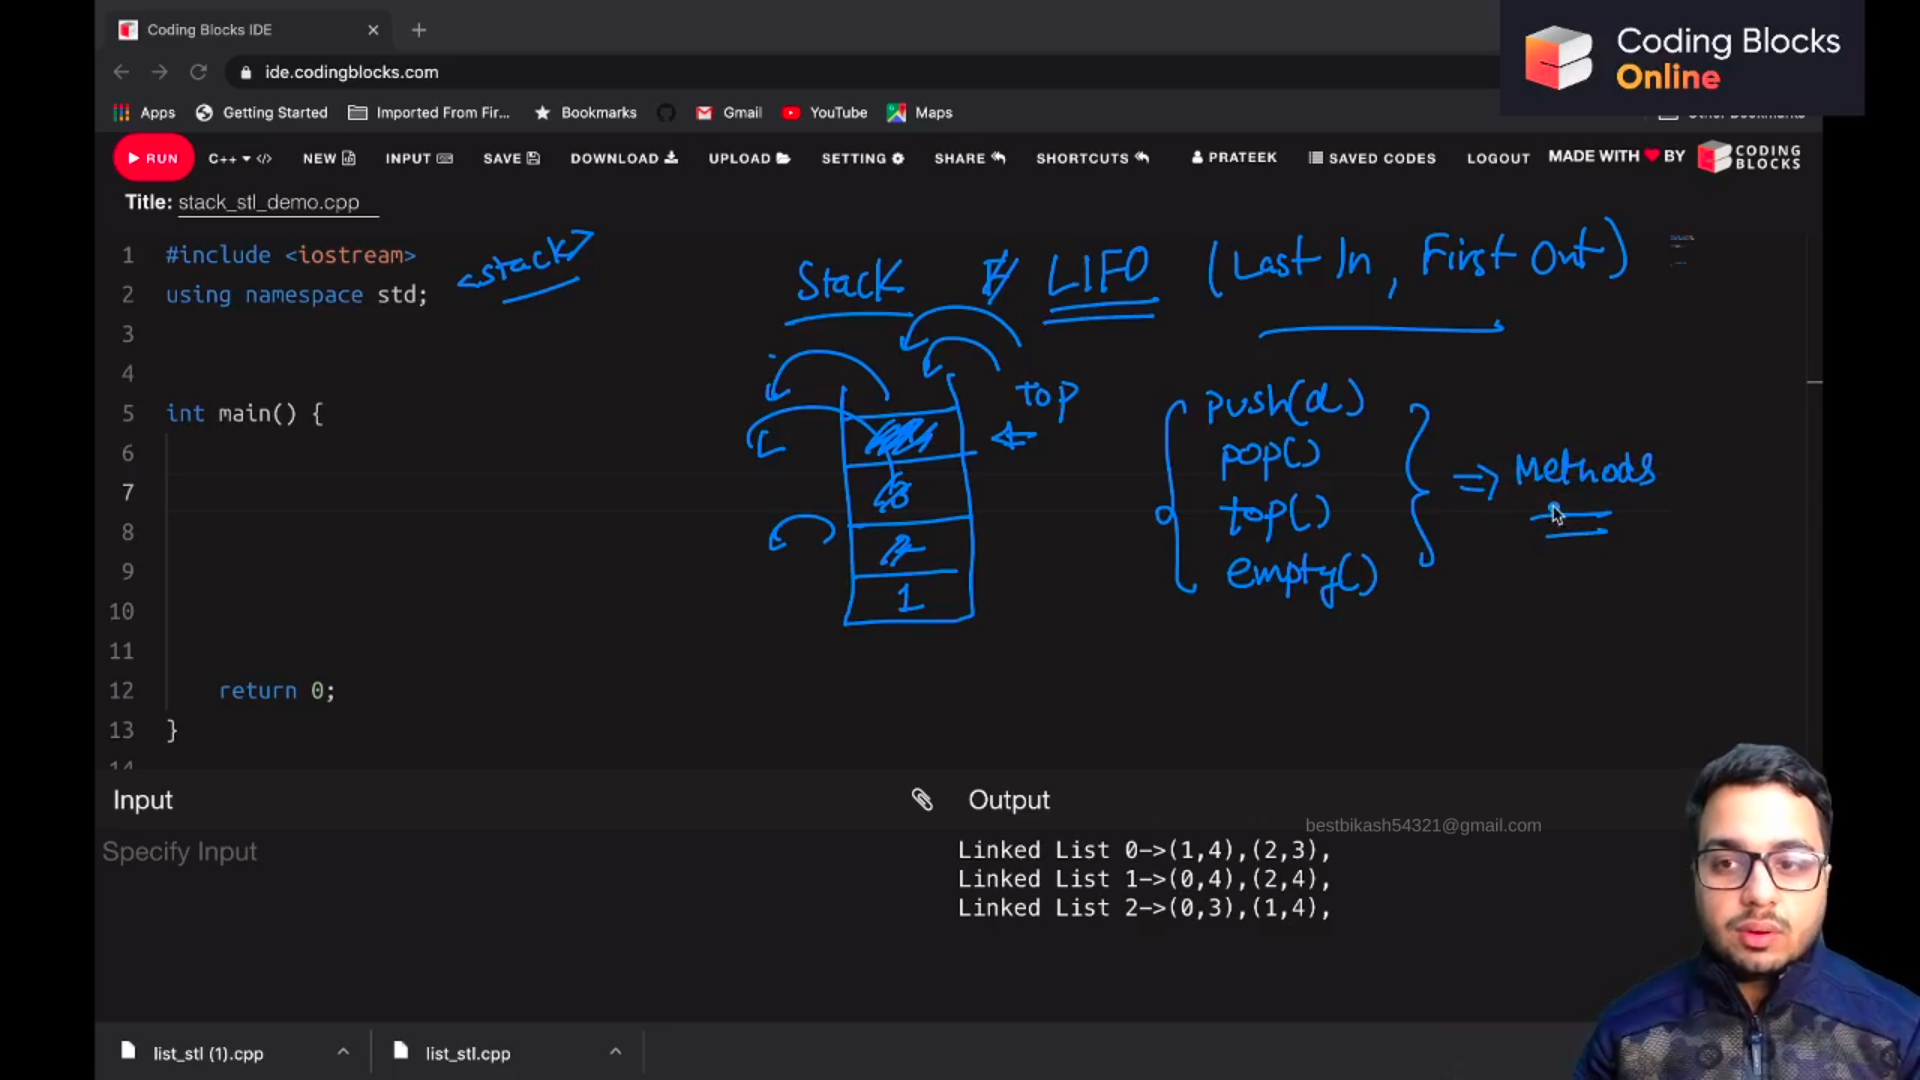 Coding Blocks IDE
Coding Blocks
Online
ide.codingblocks.com
Apps Getting Started Imported From Fir... Bookmarks Gmail YouTube Maps
RUN C++ NEW INPUT SAVE DOWNLOAD UPLOAD SETTING SHARE SHORTCUTS PRATEEK SAVED CODES LOGOUT MADE WITH BY CODING BLOCKS
Title: stack_stl_demo.cpp
1 #include <iostream>
<stack>
2 using namespace std;
3
4
5 int main() {
6
7
8
9
10
11
12 return 0;
13 }
14
Stack LIFO (Last In, First Out)
top
1
push(d)
pop()
top()
empty()
=> Methods
Input
Specify Input
Output
bestbikash54321@gmail.com
Linked List 0->(1,4),(2,3),
Linked List 1->(0,4),(2,4),
Linked List 2->(0,3),(1,4),
list_stl (1).cpp list_stl.cpp